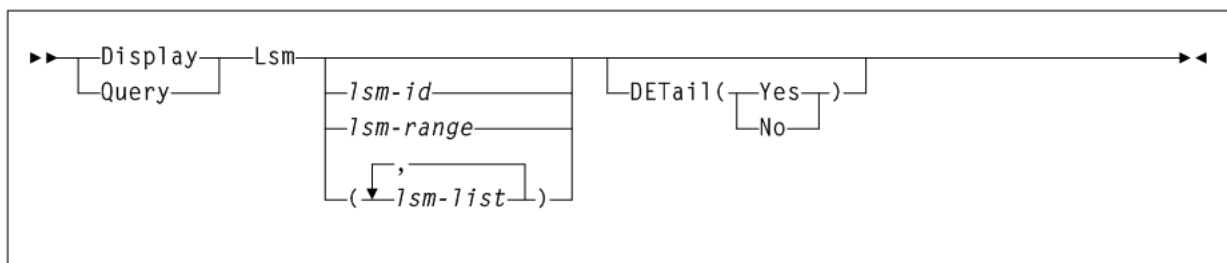 Display Lsm DETail( Yes )
Query lsm-id No
lsm-range
,
( lsm-list )